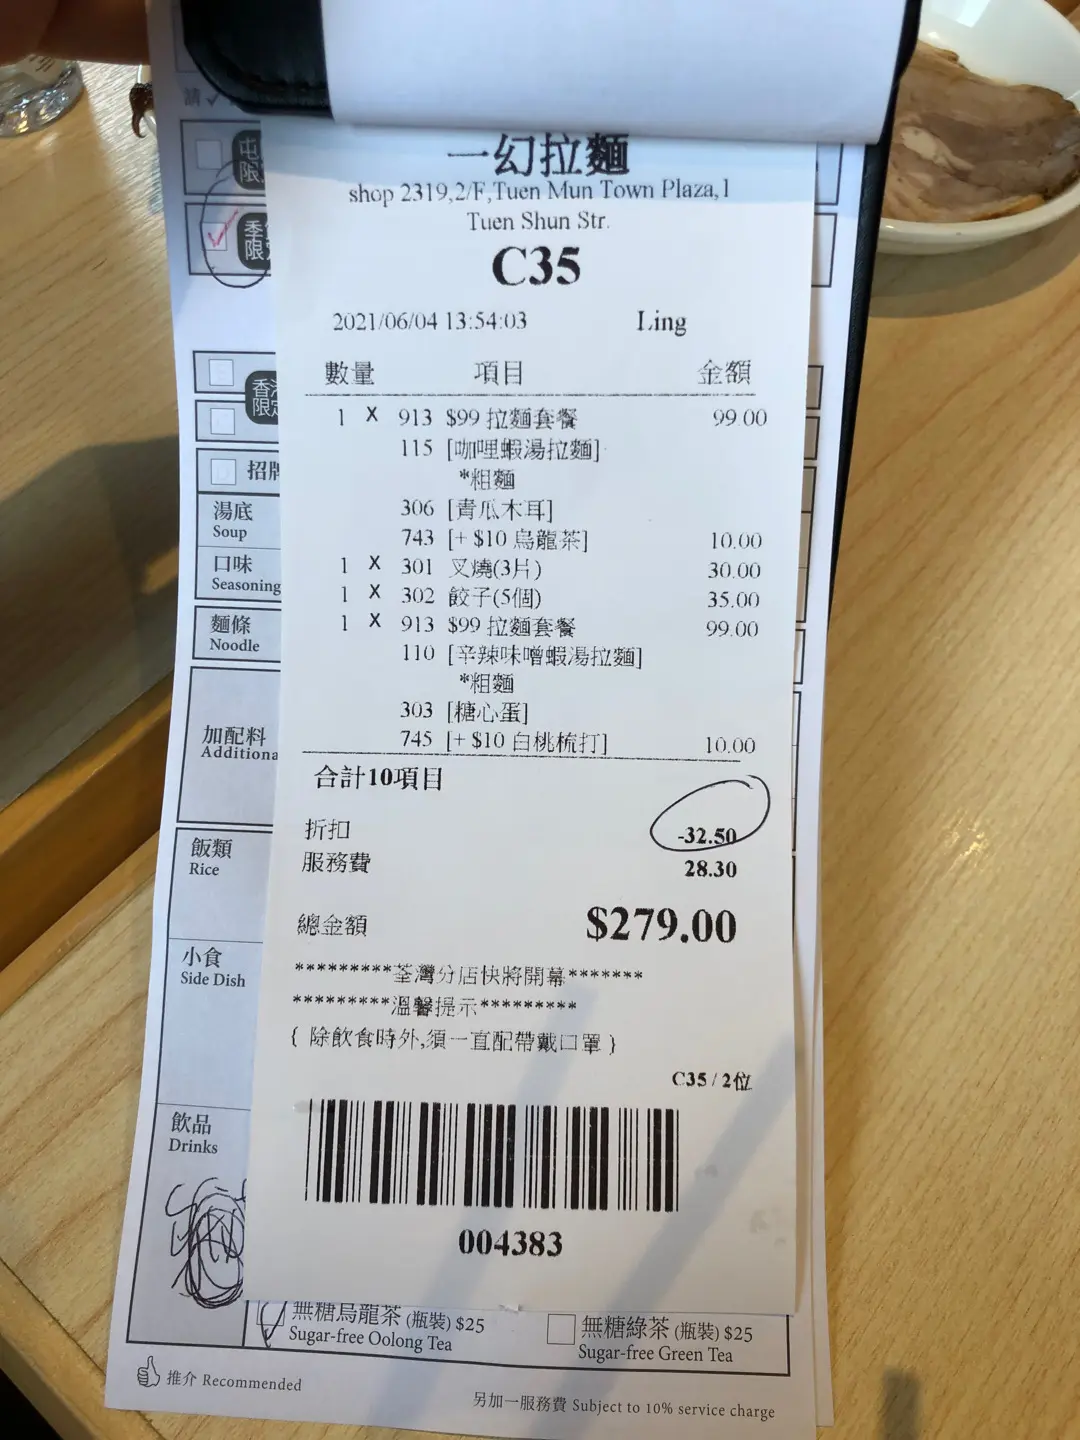 一幻拉麵
shop 2319,2/F,Tuen Mun Town Plaza,1
Tuen Shun Str.
C35
2021/06/04 13:54:03 Ling
數量 項目 金額
1 X 913 $99 拉麵套餐 99.00
115 [咖哩蝦湯拉麵]
*粗麵
306 [青瓜木耳]
743 [+ $10 烏龍茶] 10.00
1 X 301 叉燒(3片) 30.00
1 X 302 餃子(5個) 35.00
1 X 913 $99 拉麵套餐 99.00
110 [辛辣味噌蝦湯拉麵]
*粗麵
303 [糖心蛋]
745 [+ $10 白桃梳打] 10.00
合計10項目
折扣 -32.50
服務費 28.30
總金額 $279.00
*********荃灣分店快將開幕*******
*********溫馨提示*********
{ 除飲食時外,須一直配帶戴口罩 }
C35 / 2位
004383
請✓
屯
限
季
限
香
限定
招牌
湯底
Soup
口味
Seasoning
麵條
Noodle
加配料
Additiona
飯類
Rice
小食
Side Dish
飲品
Drinks
無糖烏龍茶 (瓶裝) $25
Sugar-free Oolong Tea
無糖綠茶 (瓶裝) $25
Sugar-free Green Tea
推介 Recommended
另加一服務費 Subject to 10% service charge